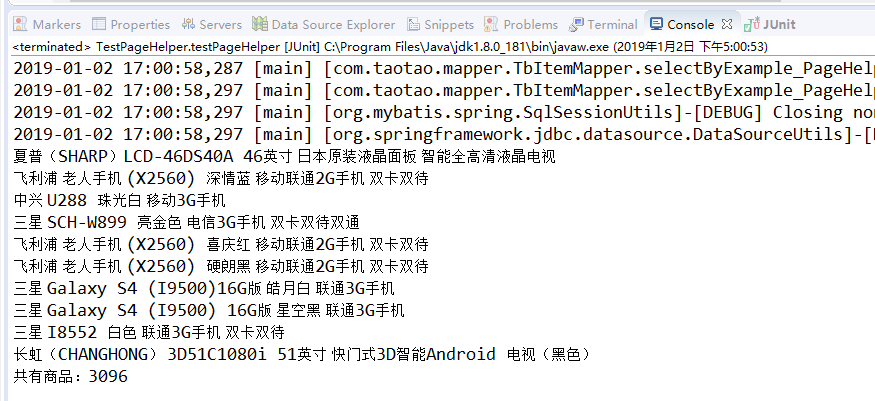 Markers Properties Servers Data Source Explorer Snippets Problems Terminal Console JUnit
<terminated> TestPageHelper.testPageHelper [JUnit] C:\Program Files\Java\jdk1.8.0_181\bin\javaw.exe (2019年1月2日 下午5:00:53)
2019-01-02 17:00:58,287 [main] [com.taotao.mapper.TbItemMapper.selectByExample_PageHel
2019-01-02 17:00:58,297 [main] [com.taotao.mapper.TbItemMapper.selectByExample_PageHel
2019-01-02 17:00:58,297 [main] [org.mybatis.spring.SqlSessionUtils]-[DEBUG] Closing non
2019-01-02 17:00:58,297 [main] [org.springframework.jdbc.datasource.DataSourceUtils]-[
夏普（SHARP）LCD-46DS40A 46英寸 日本原装液晶面板 智能全高清液晶电视
飞利浦 老人手机 (X2560) 深情蓝 移动联通2G手机 双卡双待
中兴 U288 珠光白 移动3G手机
三星 SCH-W899 亮金色 电信3G手机 双卡双待双通
飞利浦 老人手机 (X2560) 喜庆红 移动联通2G手机 双卡双待
飞利浦 老人手机 (X2560) 硬朗黑 移动联通2G手机 双卡双待
三星 Galaxy S4 (I9500)16G版 皓月白 联通3G手机
三星 Galaxy S4 (I9500) 16G版 星空黑 联通3G手机
三星 I8552 白色 联通3G手机 双卡双待
长虹（CHANGHONG） 3D51C1080i 51英寸 快门式3D智能Android 电视（黑色）
共有商品：3096